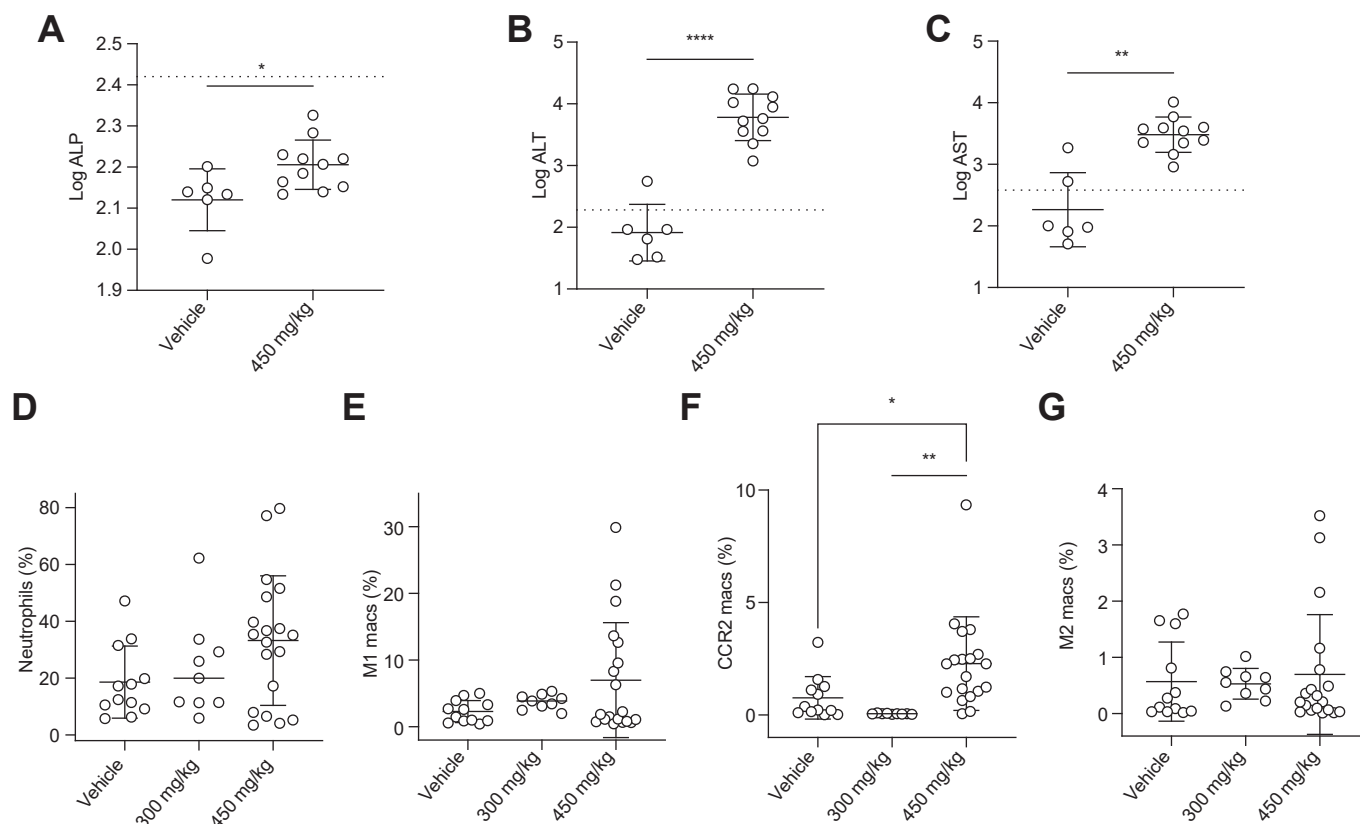 A
B
C
2.5
2.4
2.3
2.2
2.1
2.0
1.9
Log ALP
*
Vehicle
450 mg/kg
5
4
3
2
1
Log ALT
****
Vehicle
450 mg/kg
5
4
3
2
1
Log AST
**
Vehicle
450 mg/kg
D
E
F
G
80
60
40
20
0
Neutrophils (%)
Vehicle
300 mg/kg
450 mg/kg
30
20
10
0
M1 macs (%)
Vehicle
300 mg/kg
450 mg/kg
*
**
10
5
0
CCR2 macs (%)
Vehicle
300 mg/kg
450 mg/kg
4
3
2
1
0
M2 macs (%)
Vehicle
300 mg/kg
450 mg/kg